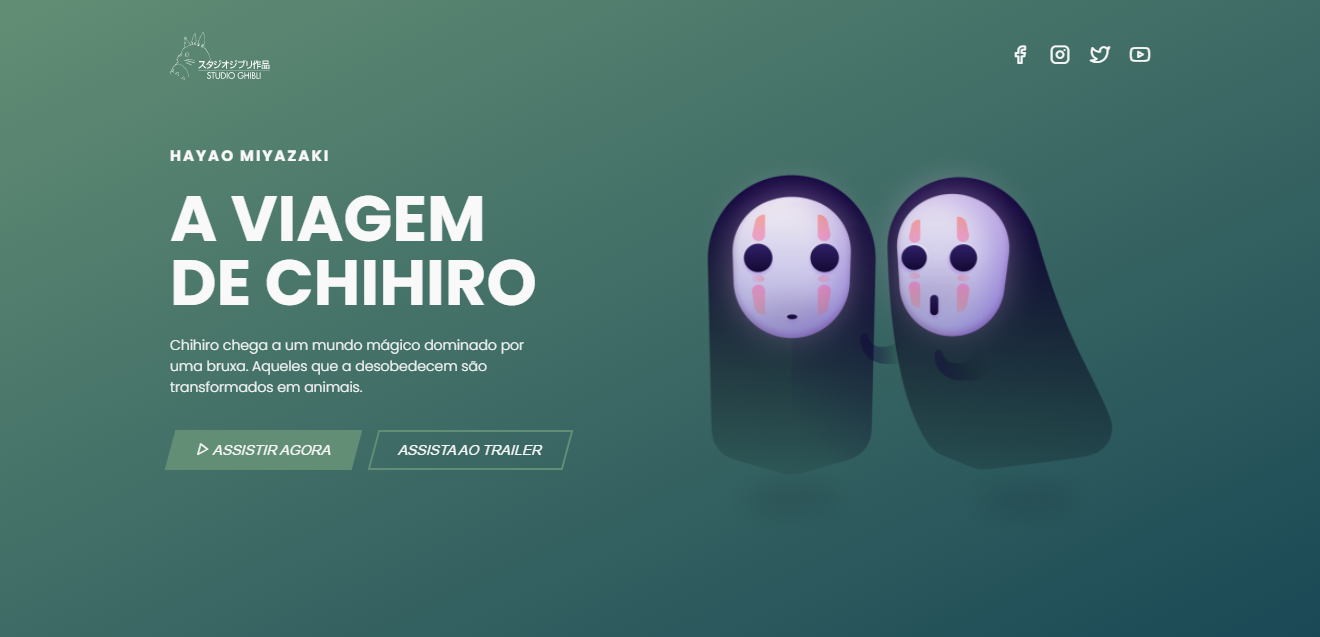 スタジオジブリ作品
STUDIO GHIBLI
HAYAO MIYAZAKI
A VIAGEM
DE CHIHIRO
Chihiro chega a um mundo mágico dominado por
uma bruxa. Aqueles que a desobedecem são
transformados em animais.
ASSISTIR AGORA
ASSISTA AO TRAILER